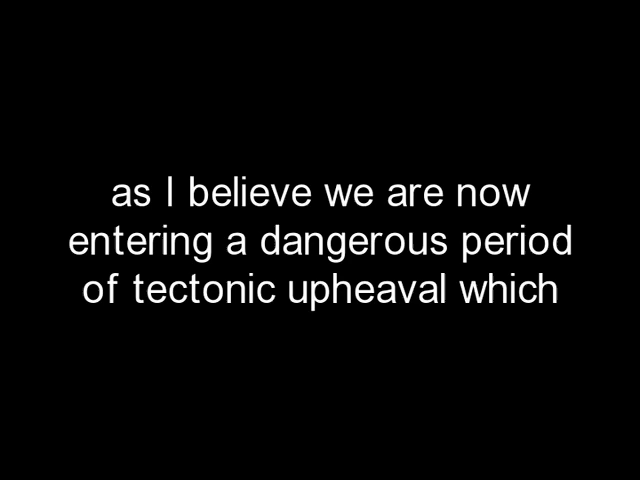 as I believe we are now
entering a dangerous period
of tectonic upheaval which